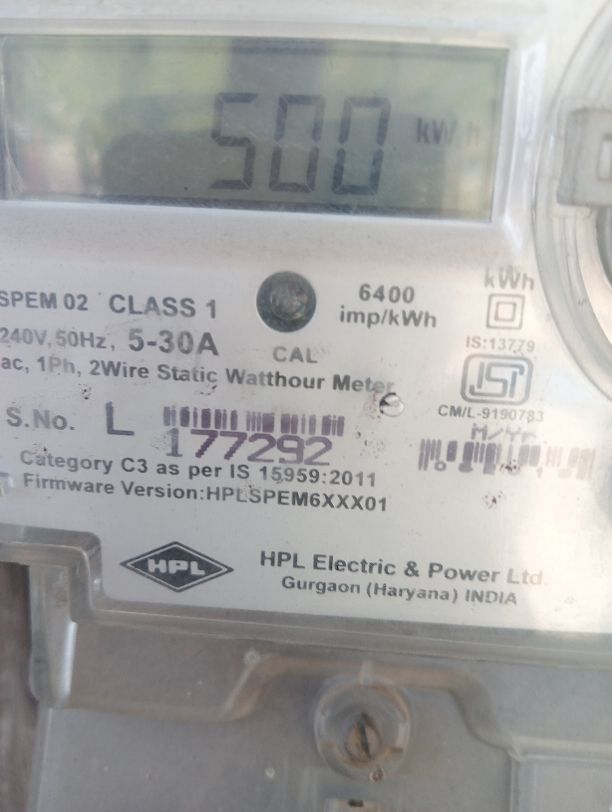 500 kWh
kWh
SPEM 02 CLASS 1
6400
imp/kWh
240V, 50Hz, 5-30A
CAL
IS:13779
ac, 1Ph, 2Wire Static Watthour Meter
ISI
CM/L-9190783
S.No. L
177292
M/Yr
Category C3 as per IS 15959:2011
Firmware Version:HPLSPEM6XXX01
HPL
HPL Electric & Power Ltd.
Gurgaon (Haryana) INDIA